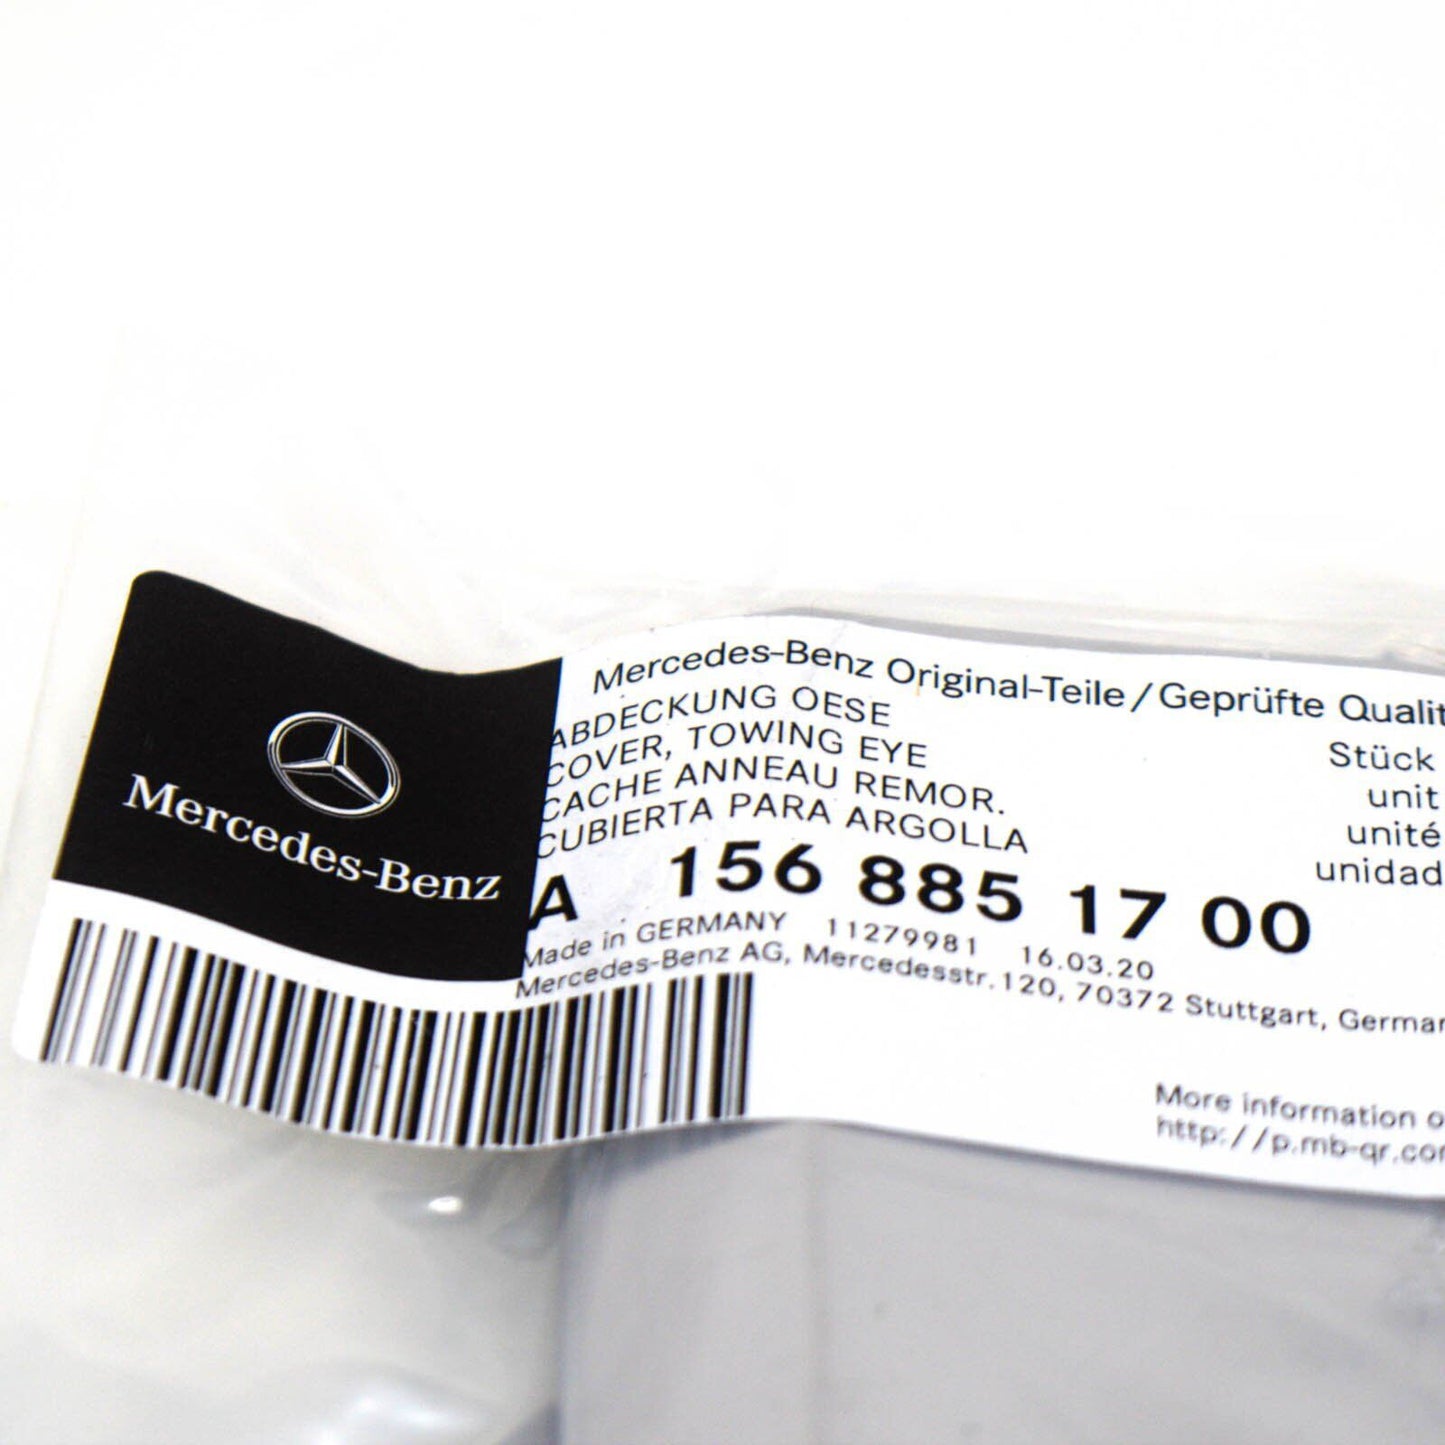 Mercedes-Benz
Mercedes-Benz Original-Teile/Geprüfte Qualit
ABDECKUNG OESE
COVER, TOWING EYE
CACHE ANNEAU REMOR.
CUBIERTA PARA ARGOLLA
Stück
unit
unité
unidad
A 156 885 17 00
Made in GERMANY 11279981 16.03.20
Mercedes-Benz AG, Mercedesstr.120, 70372 Stuttgart, German
More information o
http://p.mb-qr.com